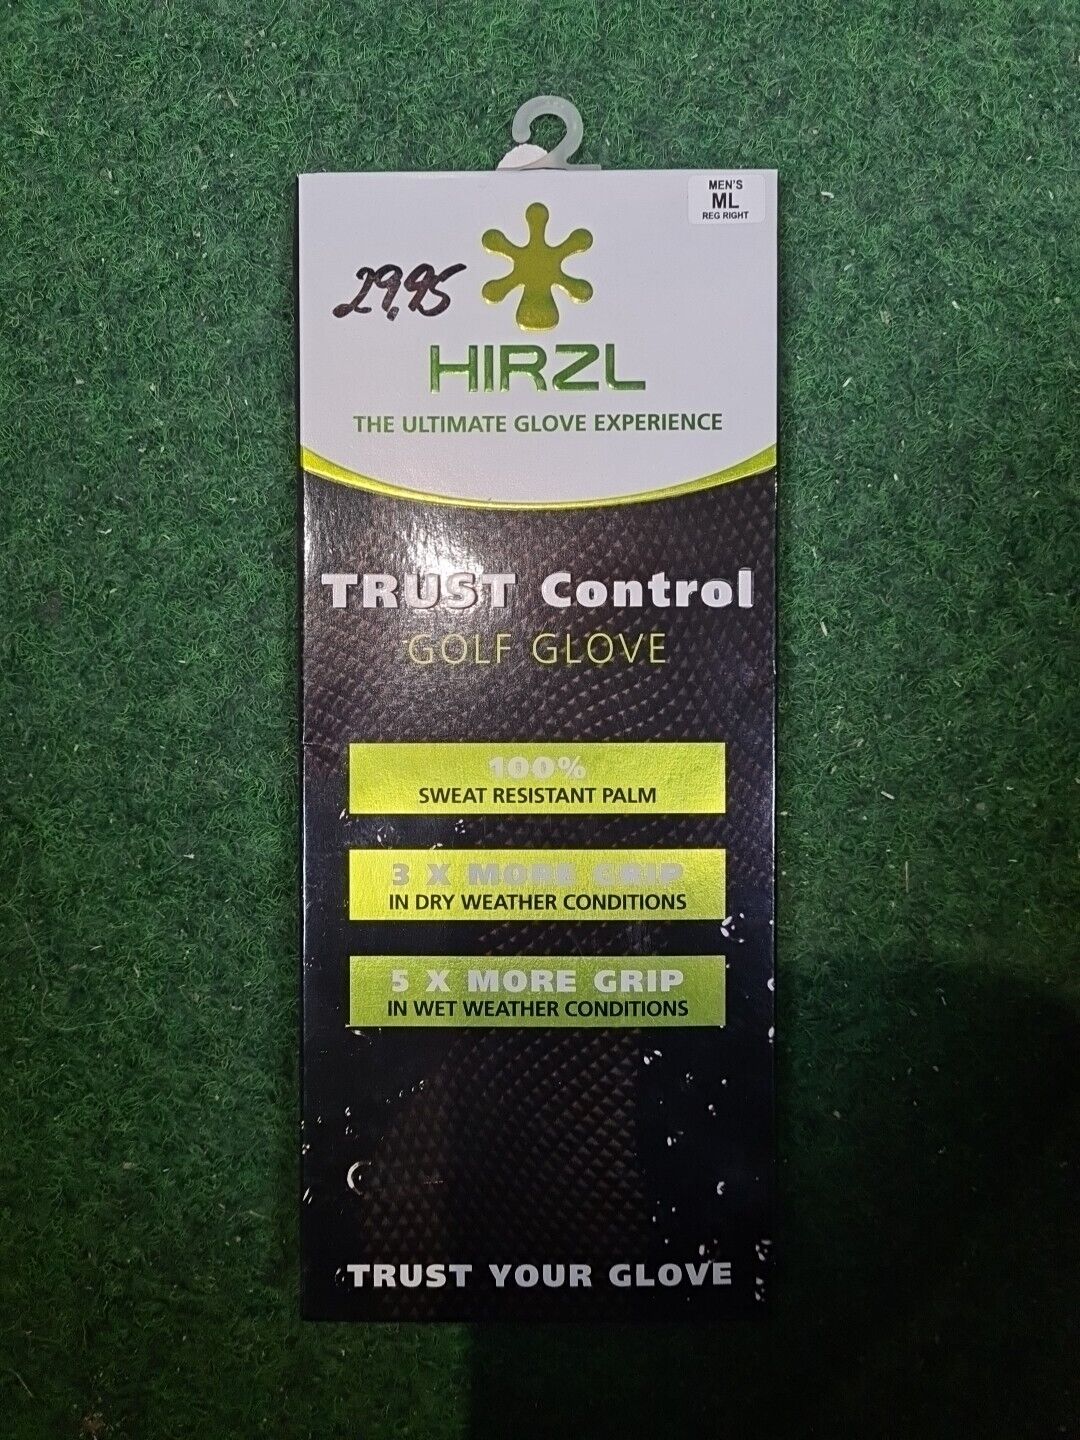 MEN'S
ML
REG RIGHT
29,95
HIRZL
THE ULTIMATE GLOVE EXPERIENCE
TRUST Control
GOLF GLOVE
100%
SWEAT RESISTANT PALM
3 X MORE GRIP
IN DRY WEATHER CONDITIONS
5 X MORE GRIP
IN WET WEATHER CONDITIONS
TRUST YOUR GLOVE